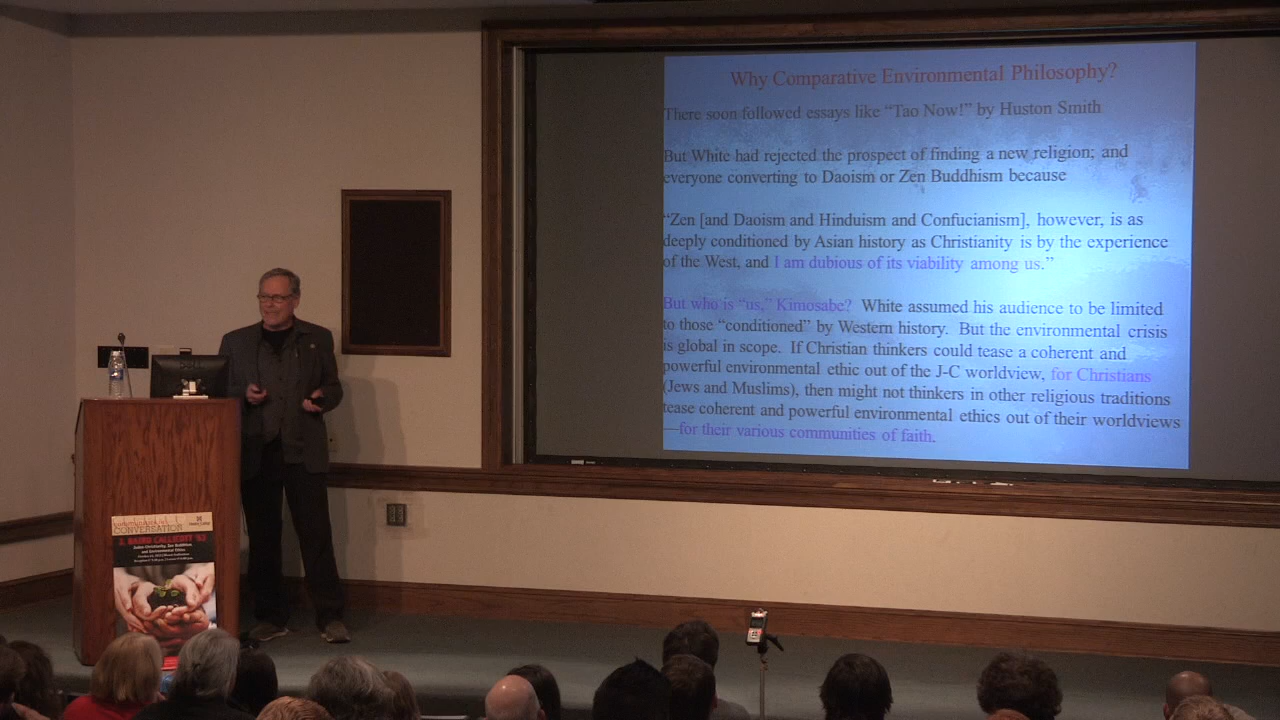 Why Comparative Environmental Philosophy?
There soon followed essays like “Tao Now!” by Huston Smith
But White had rejected the prospect of finding a new religion; and
everyone converting to Daoism or Zen Buddhism because
“Zen [and Daoism and Hinduism and Confucianism], however, is as
deeply conditioned by Asian history as Christianity is by the experience
of the West, and I am dubious of its viability among us.”
But who is “us,” Kimosabe? White assumed his audience to be limited
to those “conditioned” by Western history. But the environmental crisis
is global in scope. If Christian thinkers could tease a coherent and
powerful environmental ethic out of the J-C worldview, for Christians
(Jews and Muslims), then might not thinkers in other religious traditions
tease coherent and powerful environmental ethics out of their worldviews
—for their various communities of faith.
CONVERSATION
J. BAIRD CALLICOTT '63
and Environmental Ethics